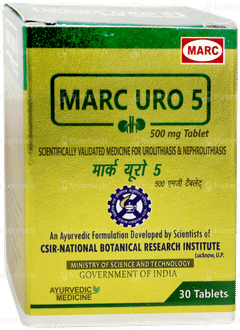 MARC
MARC URO 5
500 mg Tablet
SCIENTIFICALLY VALIDATED MEDICINE FOR UROLITHIASIS & NEPHROLITHIASIS
मार्क यूरो 5
500 एमजी टैबलेट्
An Ayurvedic Formulation Developed by Scientists of
CSIR-NATIONAL BOTANICAL RESEARCH INSTITUTE
Lucknow, U.P.
MINISTRY OF SCIENCE AND TECHNOLOGY
GOVERNMENT OF INDIA
AYURVEDIC
MEDICINE
30 Tablets